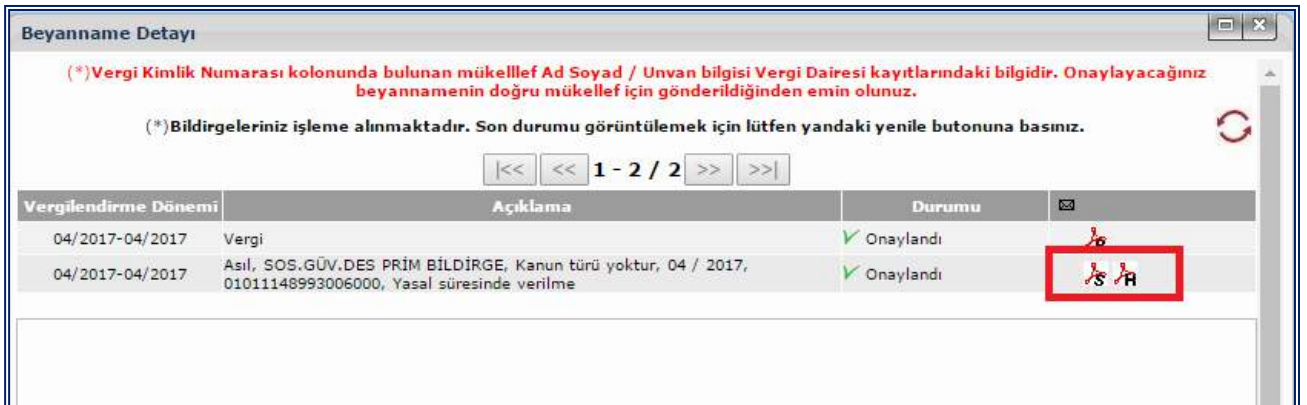 Beyanname Detayı
(*)Vergi Kimlik Numarası kolonunda bulunan mükelllef Ad Soyad / Unvan bilgisi Vergi Dairesi kayıtlarındaki bilgidir. Onaylayacağınız
beyannamenin doğru mükellef için gönderildiğinden emin olunuz.
(*)Bildirgeleriniz işleme alınmaktadır. Son durumu görüntülemek için lütfen yandaki yenile butonuna basınız.
|<< << 1 - 2 / 2 >> >>|
Vergilendirme Dönemi Açıklama Durumu
04/2017-04/2017 Vergi Onaylandı
04/2017-04/2017 Asıl, SOS.GÜV.DES PRİM BİLDİRGE, Kanun türü yoktur, 04 / 2017, Onaylandı S A
01011148993006000, Yasal süresinde verilme